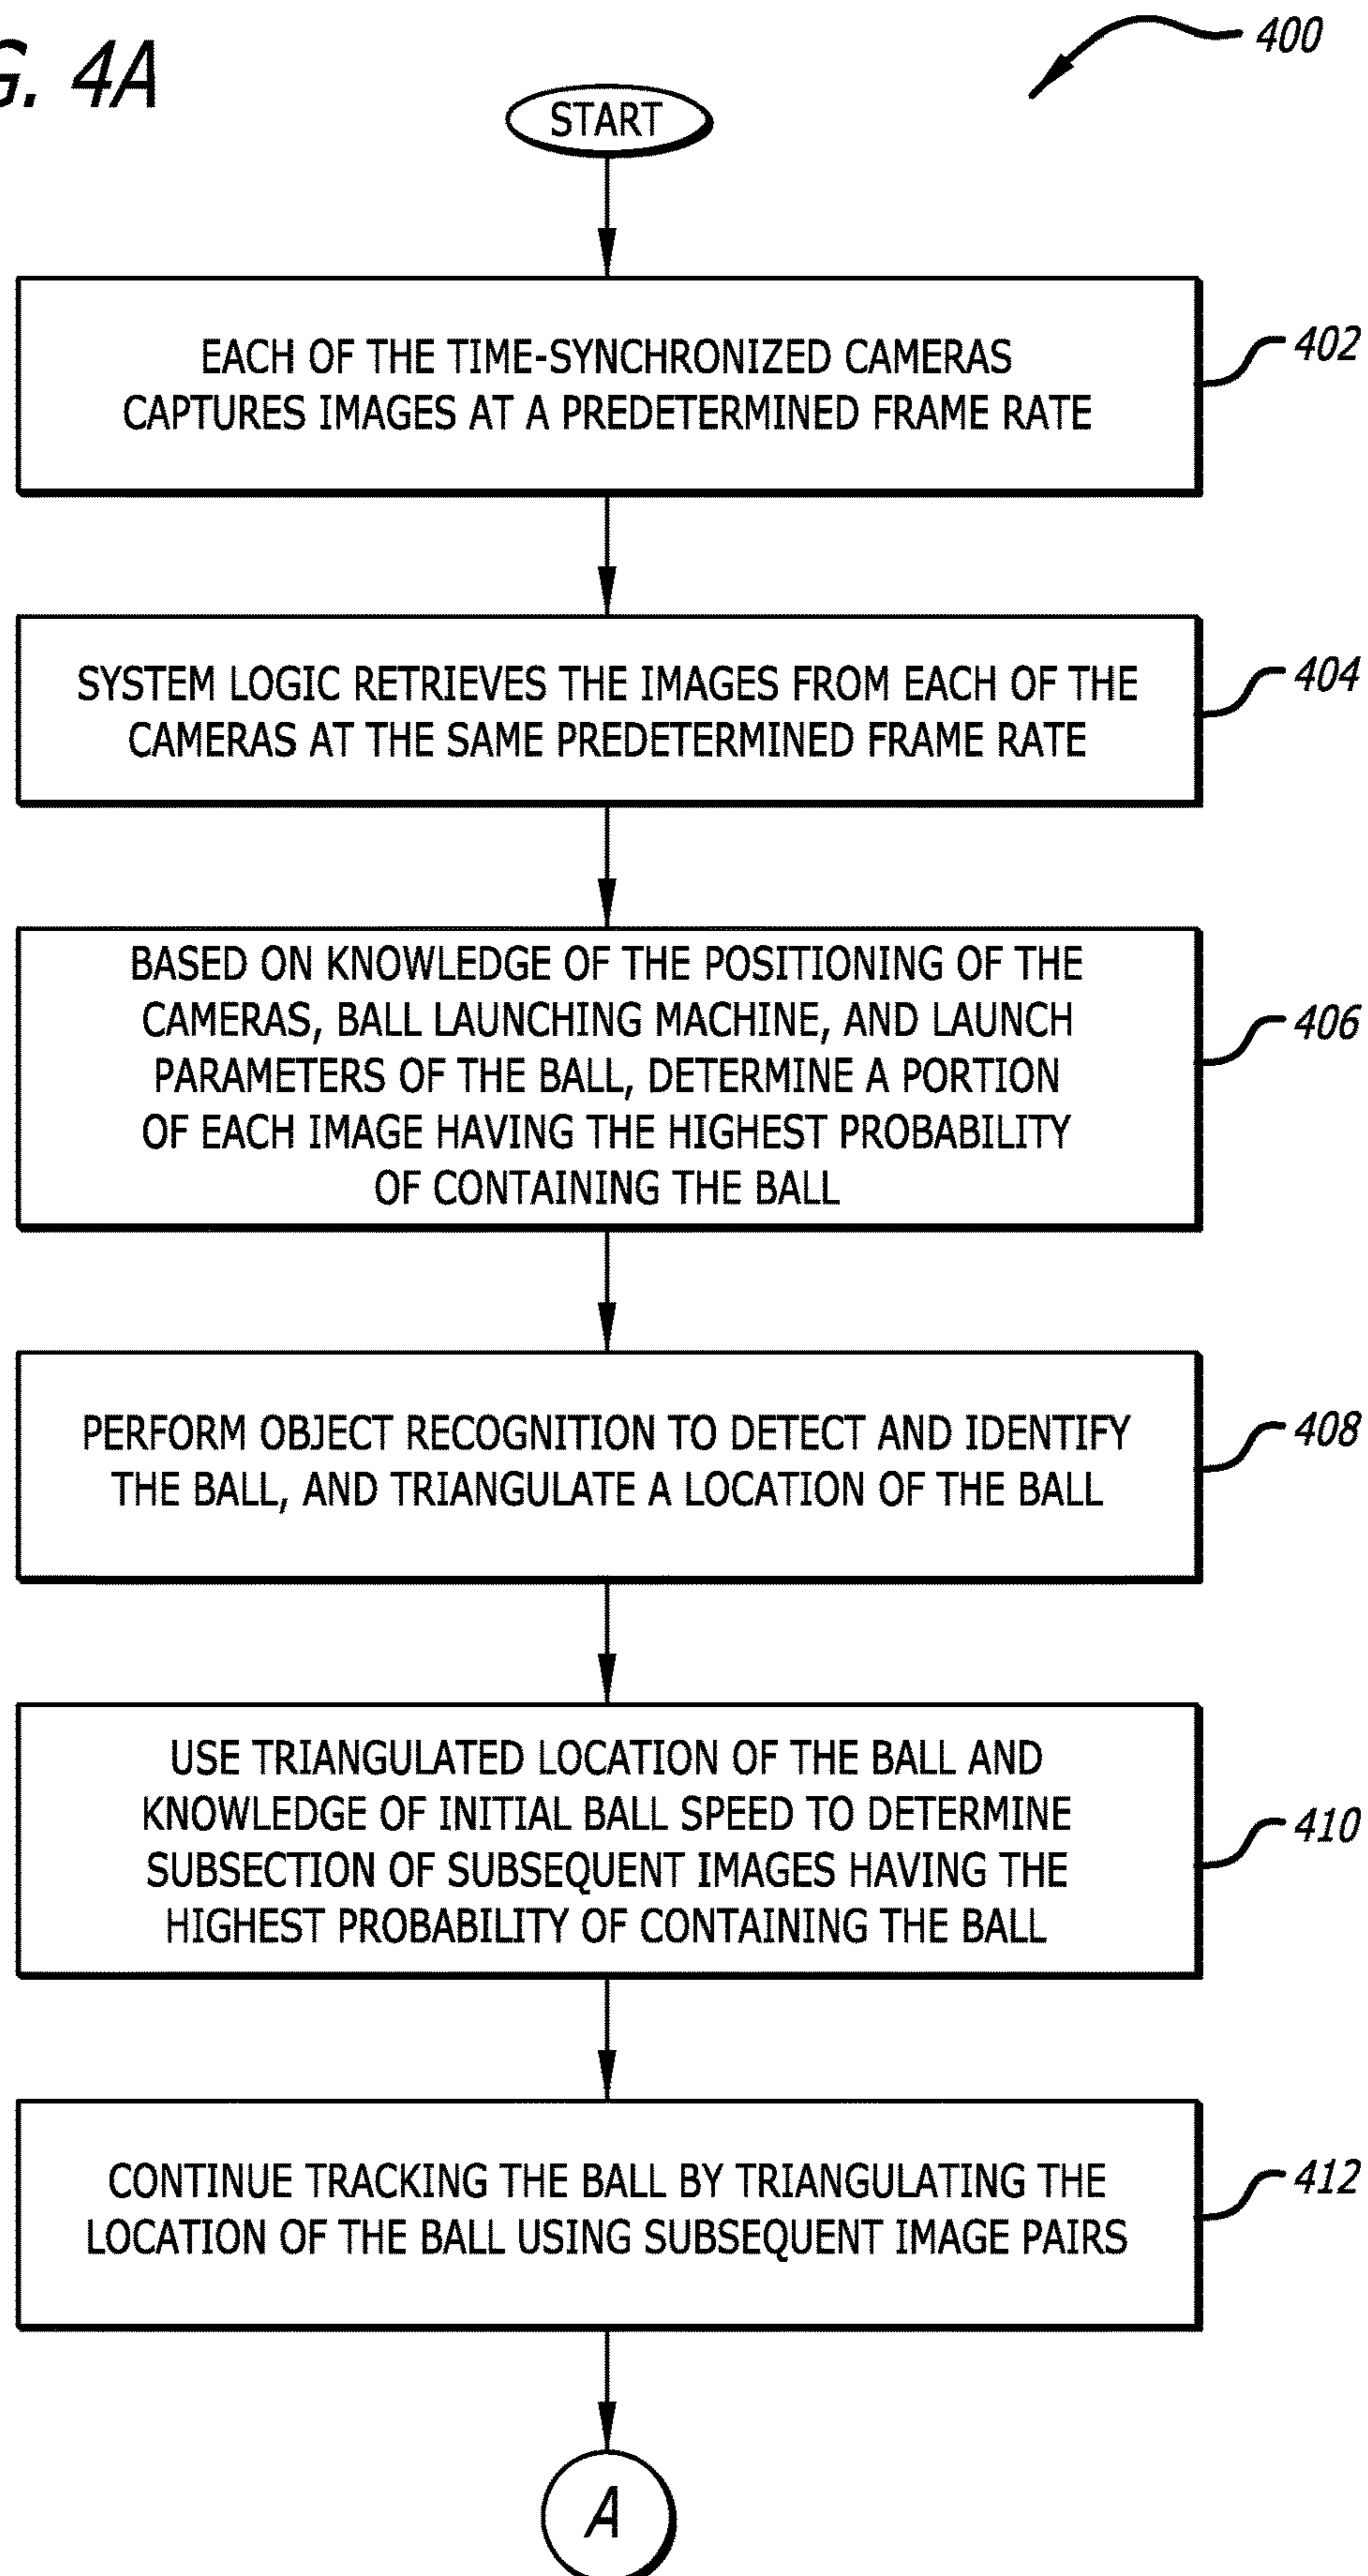 G. 4A
400
START
EACH OF THE TIME-SYNCHRONIZED CAMERAS
CAPTURES IMAGES AT A PREDETERMINED FRAME RATE
402
SYSTEM LOGIC RETRIEVES THE IMAGES FROM EACH OF THE
CAMERAS AT THE SAME PREDETERMINED FRAME RATE
404
BASED ON KNOWLEDGE OF THE POSITIONING OF THE
CAMERAS, BALL LAUNCHING MACHINE, AND LAUNCH
PARAMETERS OF THE BALL, DETERMINE A PORTION
OF EACH IMAGE HAVING THE HIGHEST PROBABILITY
OF CONTAINING THE BALL
406
PERFORM OBJECT RECOGNITION TO DETECT AND IDENTIFY
THE BALL, AND TRIANGULATE A LOCATION OF THE BALL
408
USE TRIANGULATED LOCATION OF THE BALL AND
KNOWLEDGE OF INITIAL BALL SPEED TO DETERMINE
SUBSECTION OF SUBSEQUENT IMAGES HAVING THE
HIGHEST PROBABILITY OF CONTAINING THE BALL
410
CONTINUE TRACKING THE BALL BY TRIANGULATING THE
LOCATION OF THE BALL USING SUBSEQUENT IMAGE PAIRS
412
A